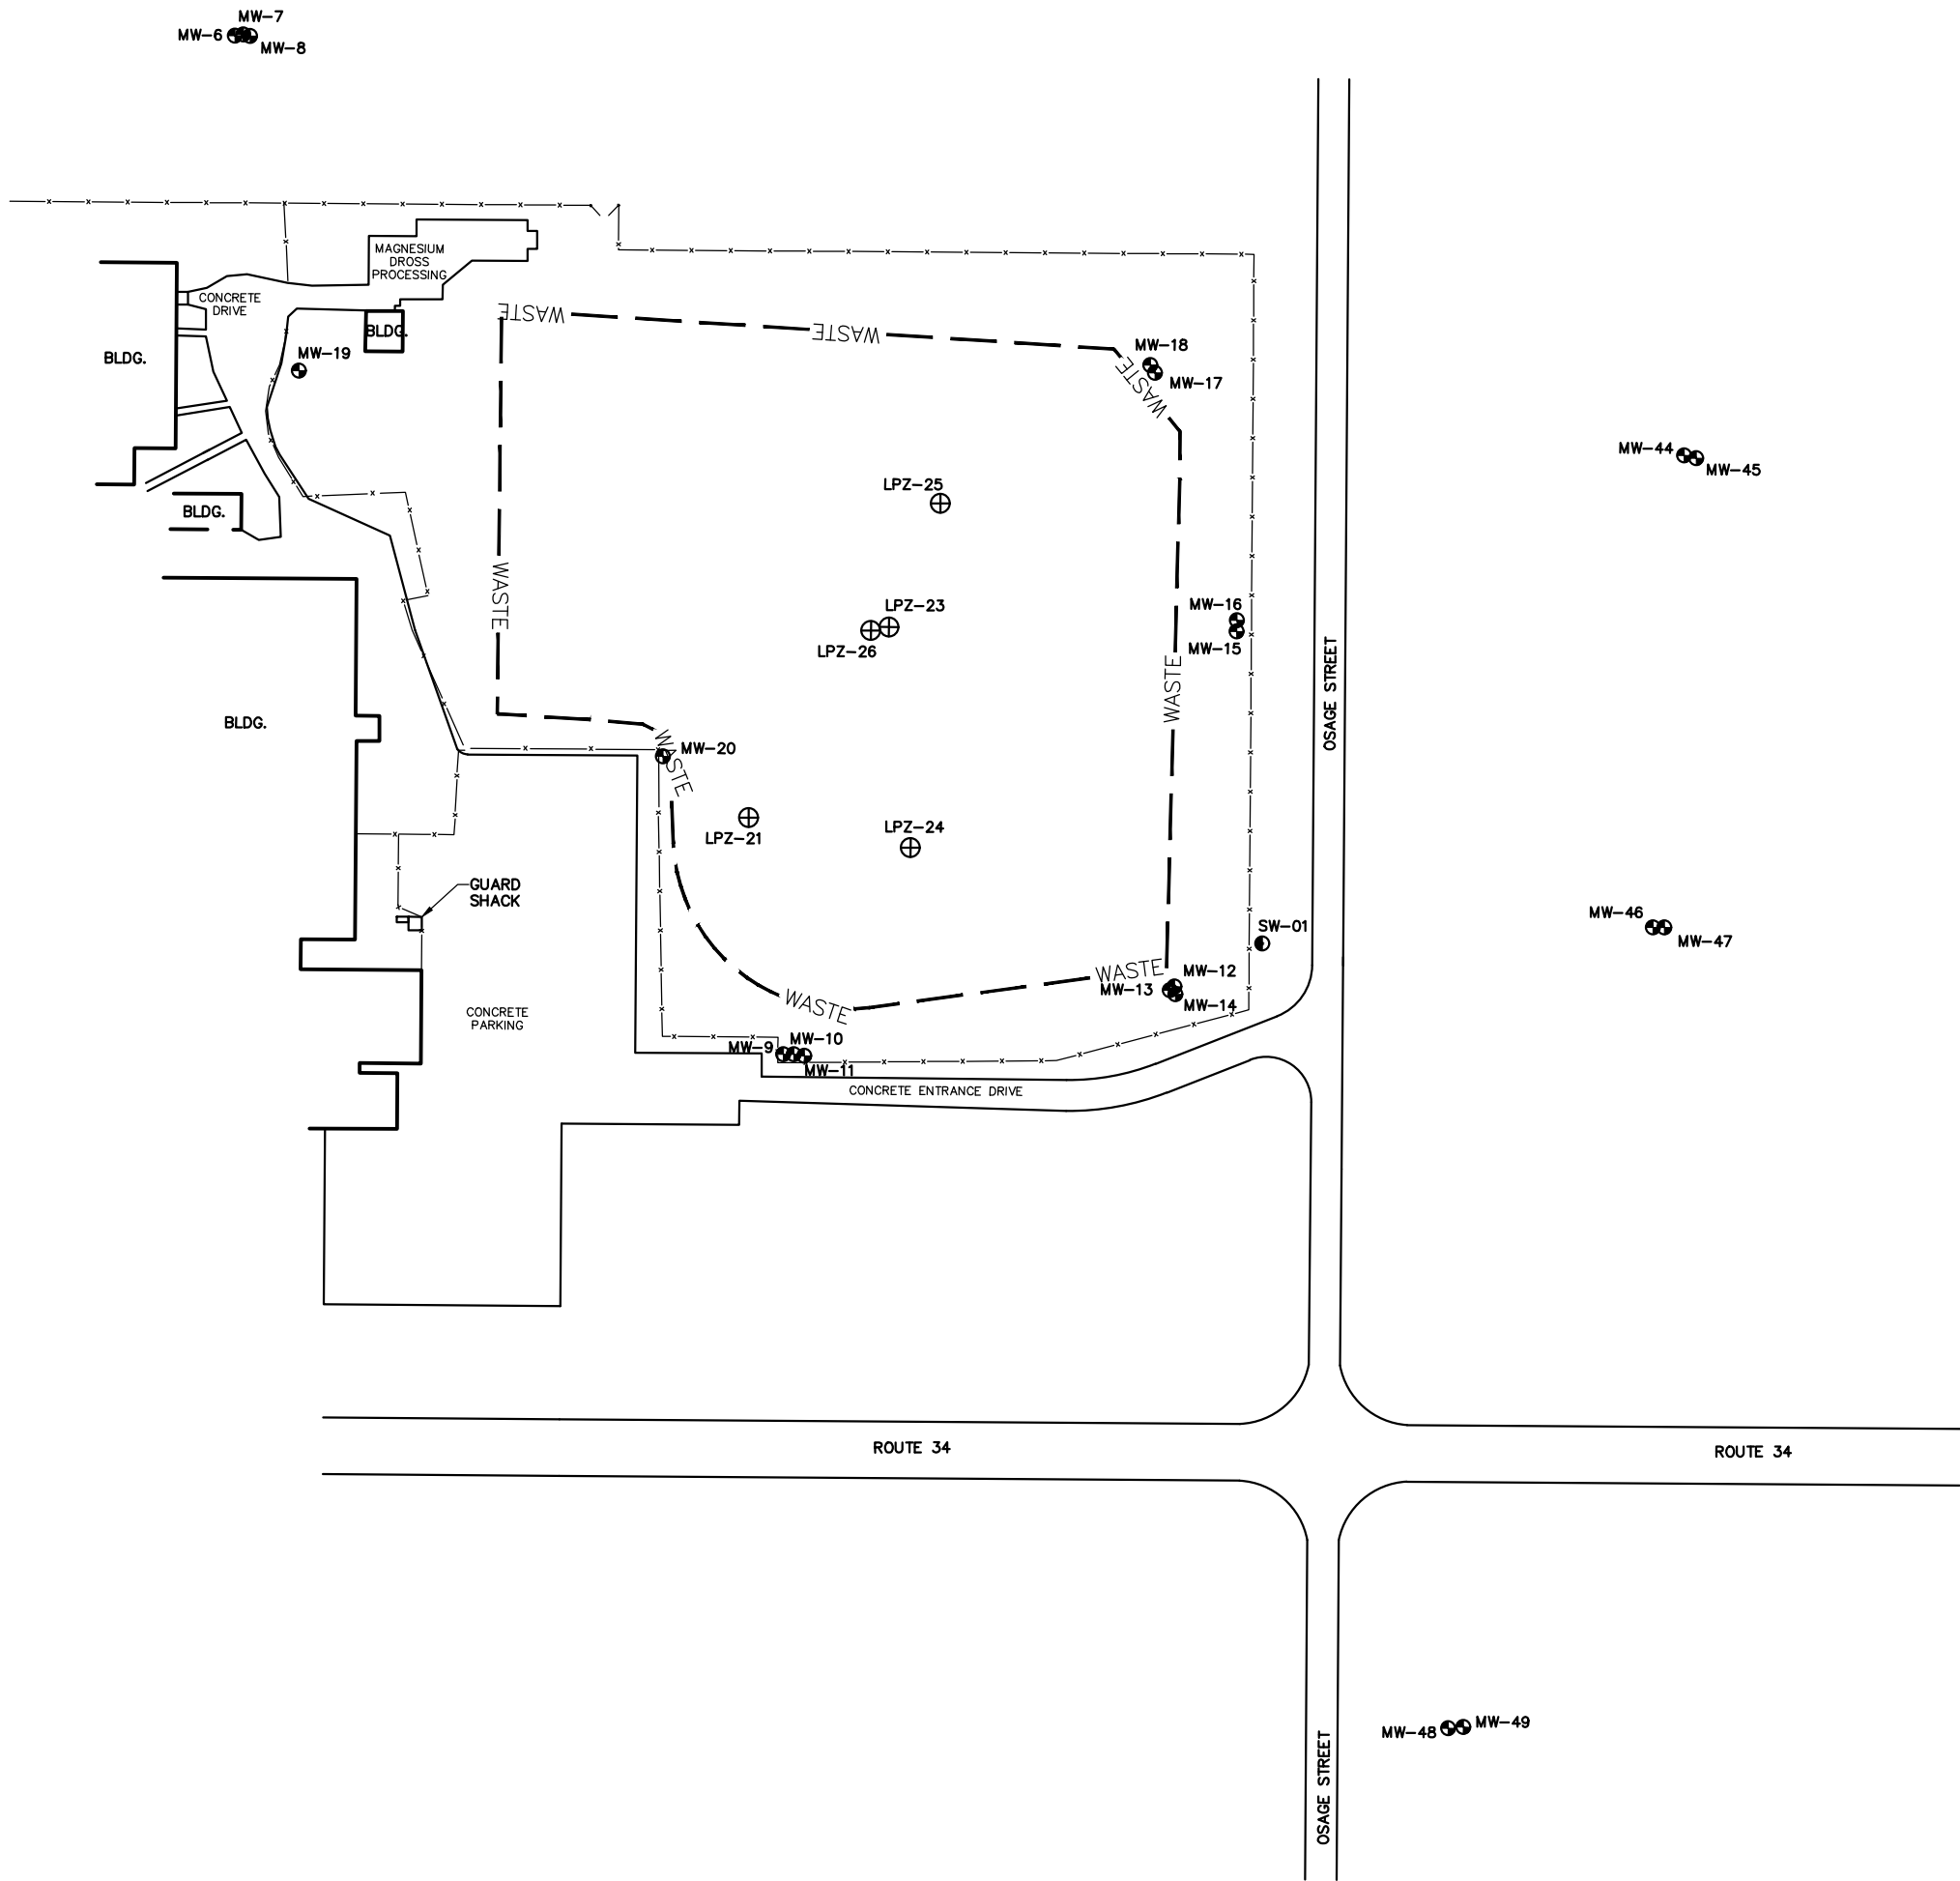 MW-7
MW-6
MW-8
MAGNESIUM
DROSS
PROCESSING
CONCRETE
DRIVE
WASTE
WASTE
BLDG.
BLDG.
MW-19
MW-18
WASTE
MW-17
MW-44
MW-45
LPZ-25
BLDG.
WASTE
LPZ-23
LPZ-26
MW-16
MW-15
OSAGE STREET
WASTE
BLDG.
WASTE
MW-20
LPZ-21
LPZ-24
GUARD
SHACK
MW-46
MW-47
SW-01
WASTE
MW-12
MW-13
MW-14
WASTE
CONCRETE
PARKING
MW-10
MW-9
MW-11
CONCRETE ENTRANCE DRIVE
ROUTE 34
ROUTE 34
MW-48
MW-49
OSAGE STREET